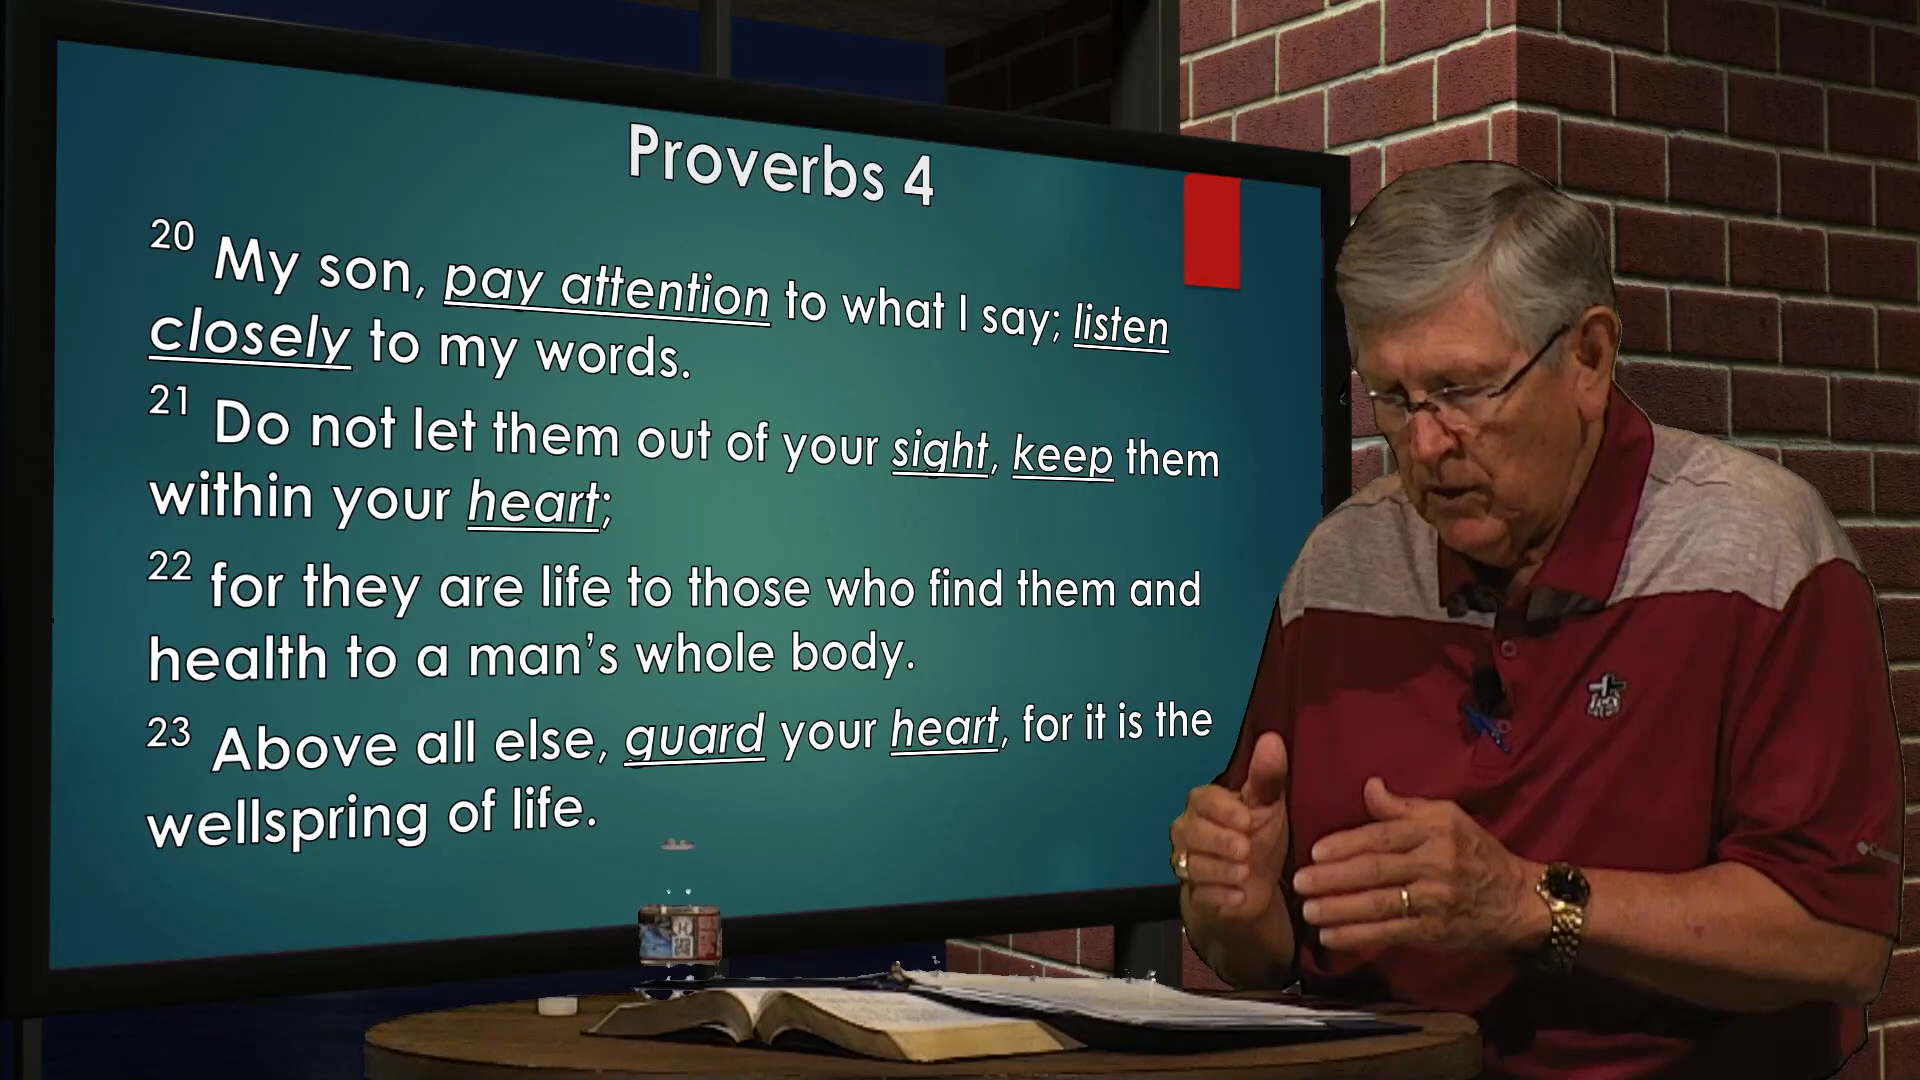 Proverbs 4
20 My son, pay attention to what I say; listen
closely to my words.
21 Do not let them out of your sight, keep them
within your heart;
22 for they are life to those who find them and
health to a man's whole body.
23 Above all else, guard your heart, for it is the
wellspring of life.